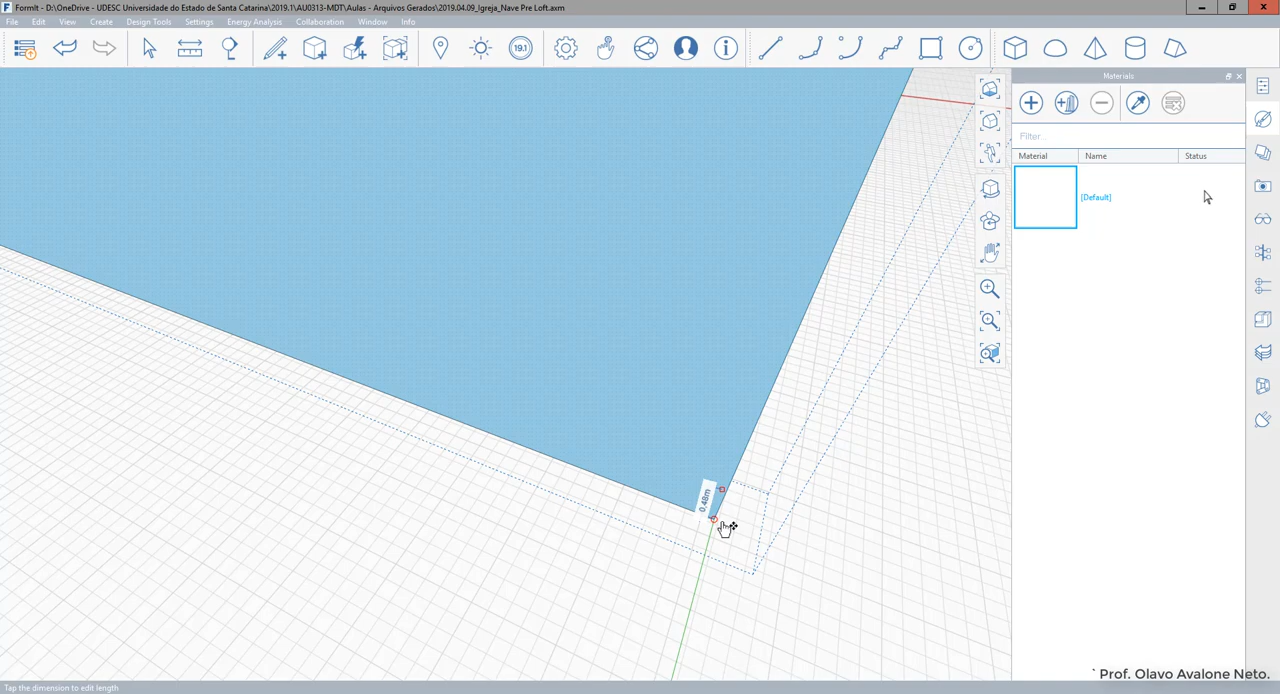 FormIt - D:\OneDrive - UDESC Universidade do Estado de Santa Catarina\2019.1\AU0313-MDT\Aulas - Arquivos Gerados\2019.04.09_Igreja_Nave Pre Loft.axm
File Edit View Create Design Tools Settings Energy Analysis Collaboration Window Info
19.1
Materials
Filter...
Material Name Status
[Default]
0.48m
Tap the dimension to edit length
` Prof. Olavo Avalone Neto.